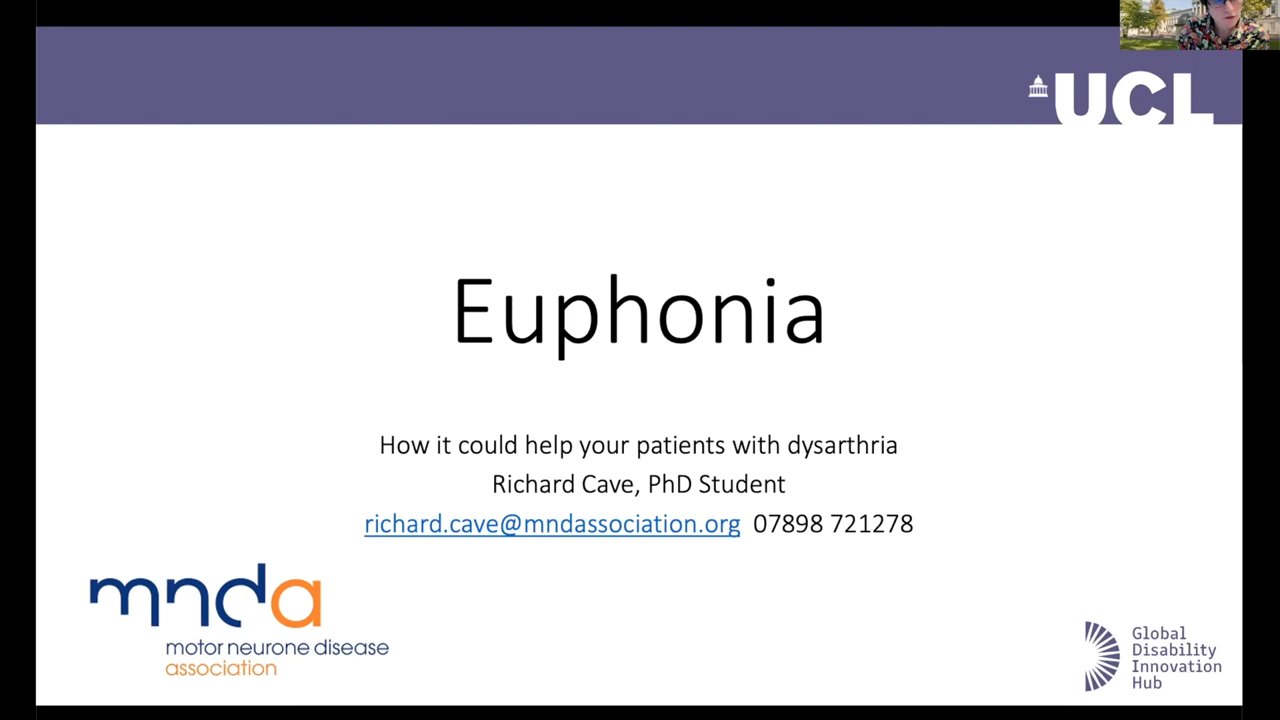 UCL
Euphonia
How it could help your patients with dysarthria
Richard Cave, PhD Student
richard.cave@mndassociation.org 07898 721278
mnda
motor neurone disease
association
Global
Disability
Innovation
Hub